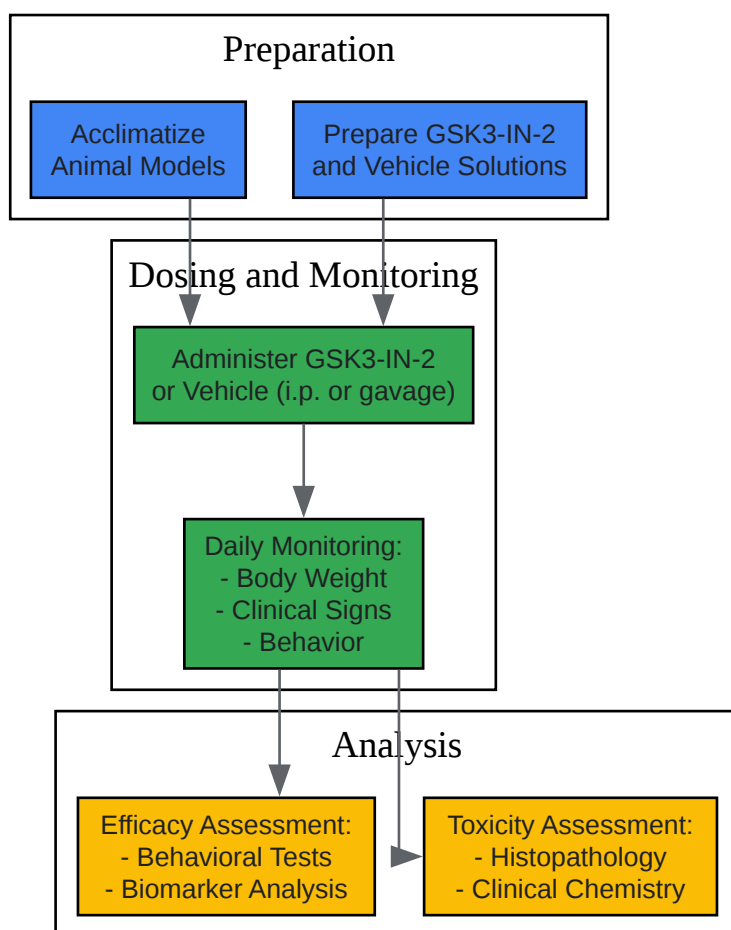 Preparation
Acclimatize
Animal Models
Prepare GSK3-IN-2
and Vehicle Solutions
Dosing and Monitoring
Administer GSK3-IN-2
or Vehicle (i.p. or gavage)
Daily Monitoring:
- Body Weight
- Clinical Signs
- Behavior
Analysis
Efficacy Assessment:
- Behavioral Tests
- Biomarker Analysis
Toxicity Assessment:
- Histopathology
- Clinical Chemistry